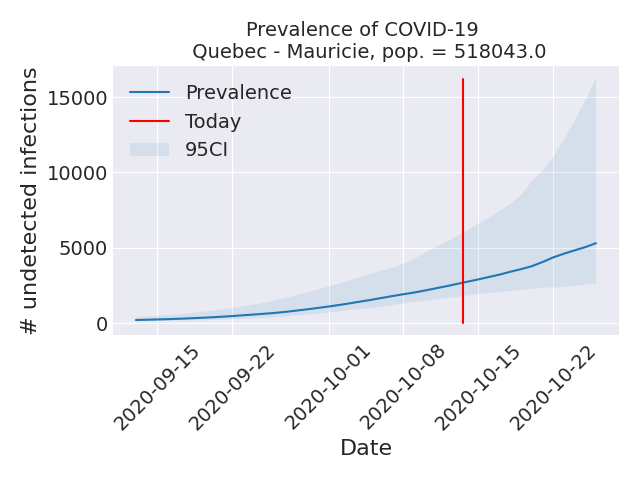 Prevalence of COVID-19
Quebec - Mauricie, pop. = 518043.0
# undetected infections
15000
10000
5000
0
Prevalence
Today
95CI
2020-09-15
2020-09-22
2020-10-01
2020-10-08
2020-10-15
2020-10-22
Date